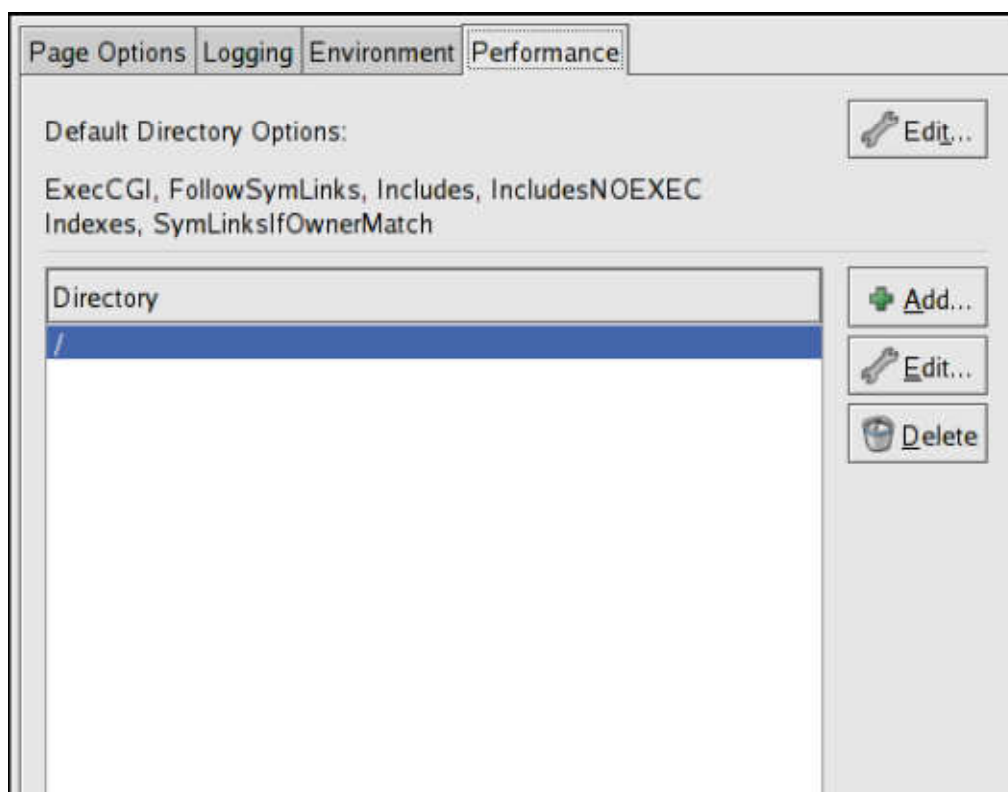 Page Options Logging Environment Performance
Default Directory Options:
Edit...
ExecCGI, FollowSymLinks, Includes, IncludesNOEXEC
Indexes, SymLinksIfOwnerMatch
Directory
Add...
/
Edit...
Delete